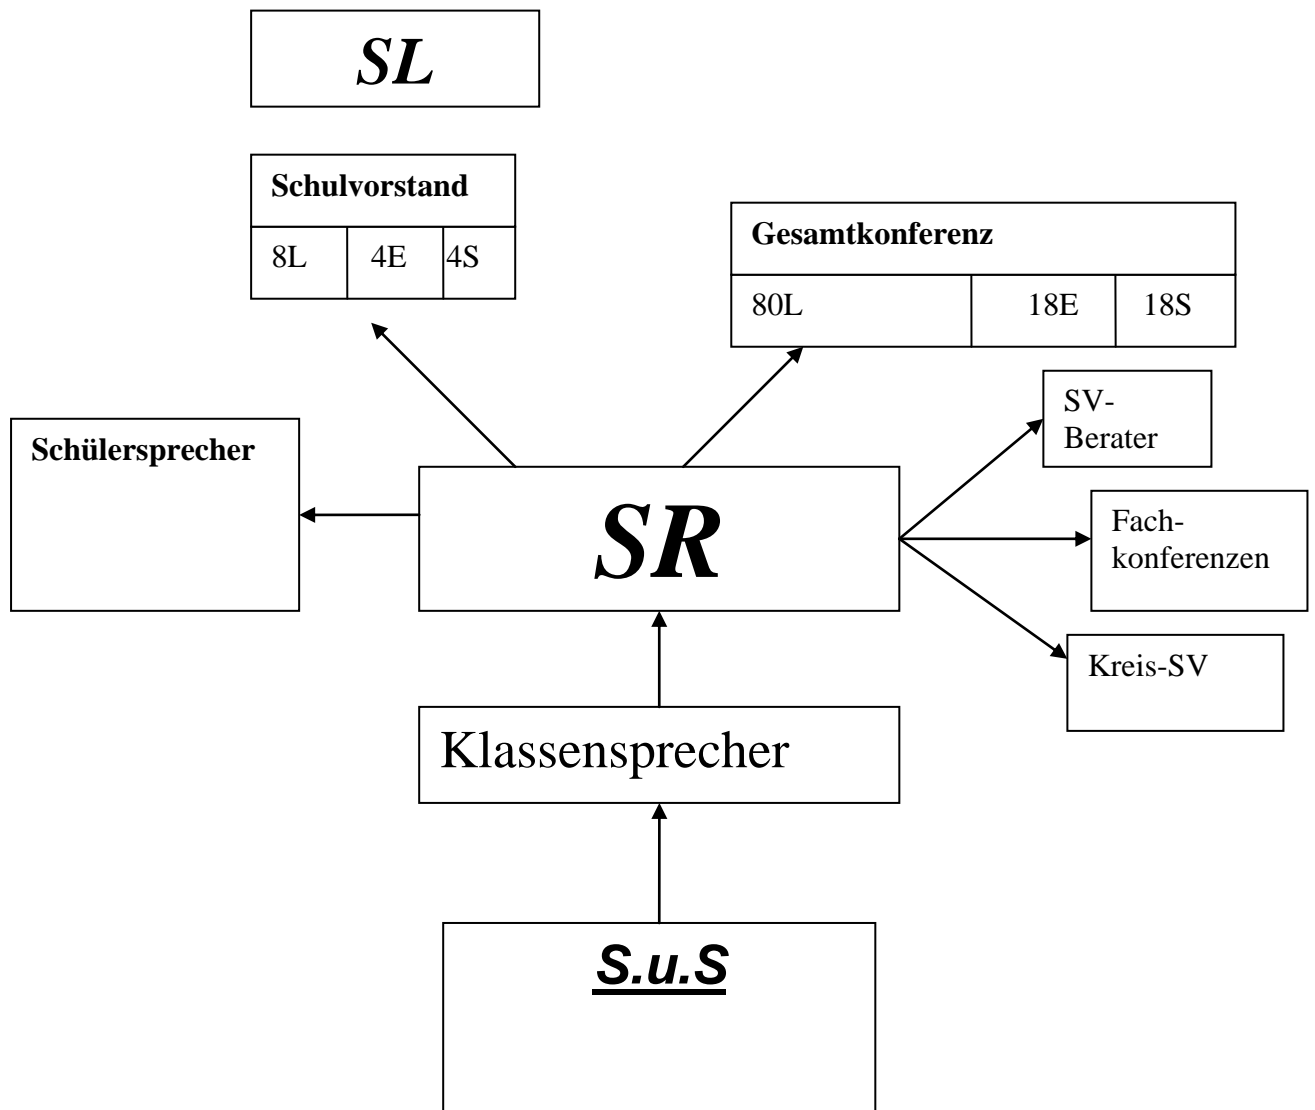 SL
Schulvorstand
8L 4E 4S
Gesamtkonferenz
80L 18E 18S
SV-
Berater
Schülersprecher
SR
Fach-
konferenzen
Kreis-SV
Klassensprecher
S.u.S